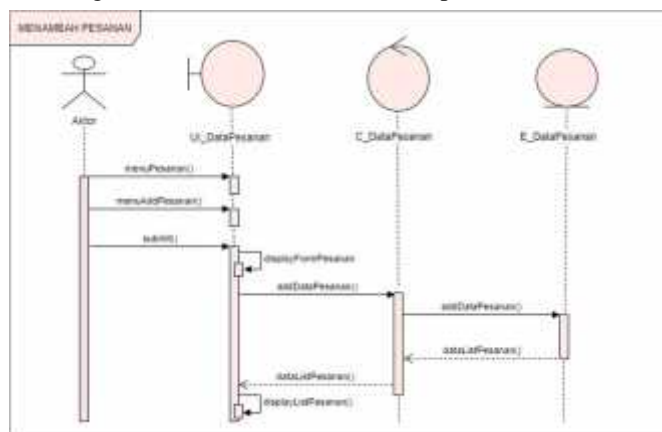 MENAMBAH PESANAN
Aktor
UI_DataPesanan
C_DataPesanan
E_DataPesanan
menuPesanan()
menuAddPesanan()
submit()
displayFormPesanan
addDataPesanan()
addDataPesanan()
dataListPesanan()
dataListPesanan()
displayListPesanan()